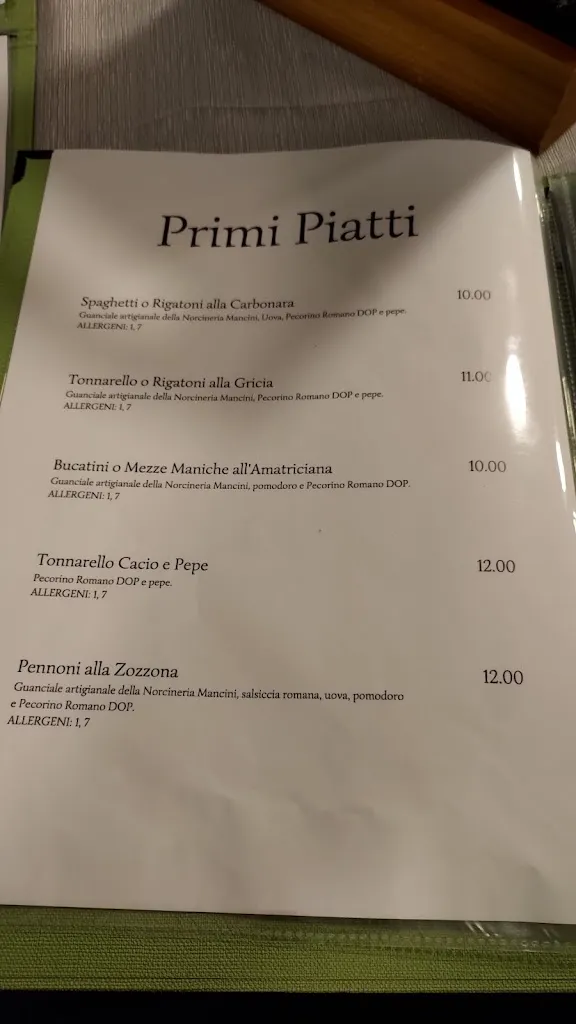 Primi Piatti
Spaghetti o Rigatoni alla Carbonara 10.00
Guanciale artigianale della Norcineria Mancini, Uova, Pecorino Romano DOP e pepe.
ALLERGENI: 1, 7
Tonnarello o Rigatoni alla Gricia 11.00
Guanciale artigianale della Norcineria Mancini, Pecorino Romano DOP e pepe.
ALLERGENI: 1, 7
Bucatini o Mezze Maniche all'Amatriciana 10.00
Guanciale artigianale della Norcineria Mancini, pomodoro e Pecorino Romano DOP.
ALLERGENI: 1, 7
Tonnarello Cacio e Pepe 12.00
Pecorino Romano DOP e pepe.
ALLERGENI: 1, 7
Pennoni alla Zozzona 12.00
Guanciale artigianale della Norcineria Mancini, salsiccia romana, uova, pomodoro
e Pecorino Romano DOP.
ALLERGENI: 1, 7